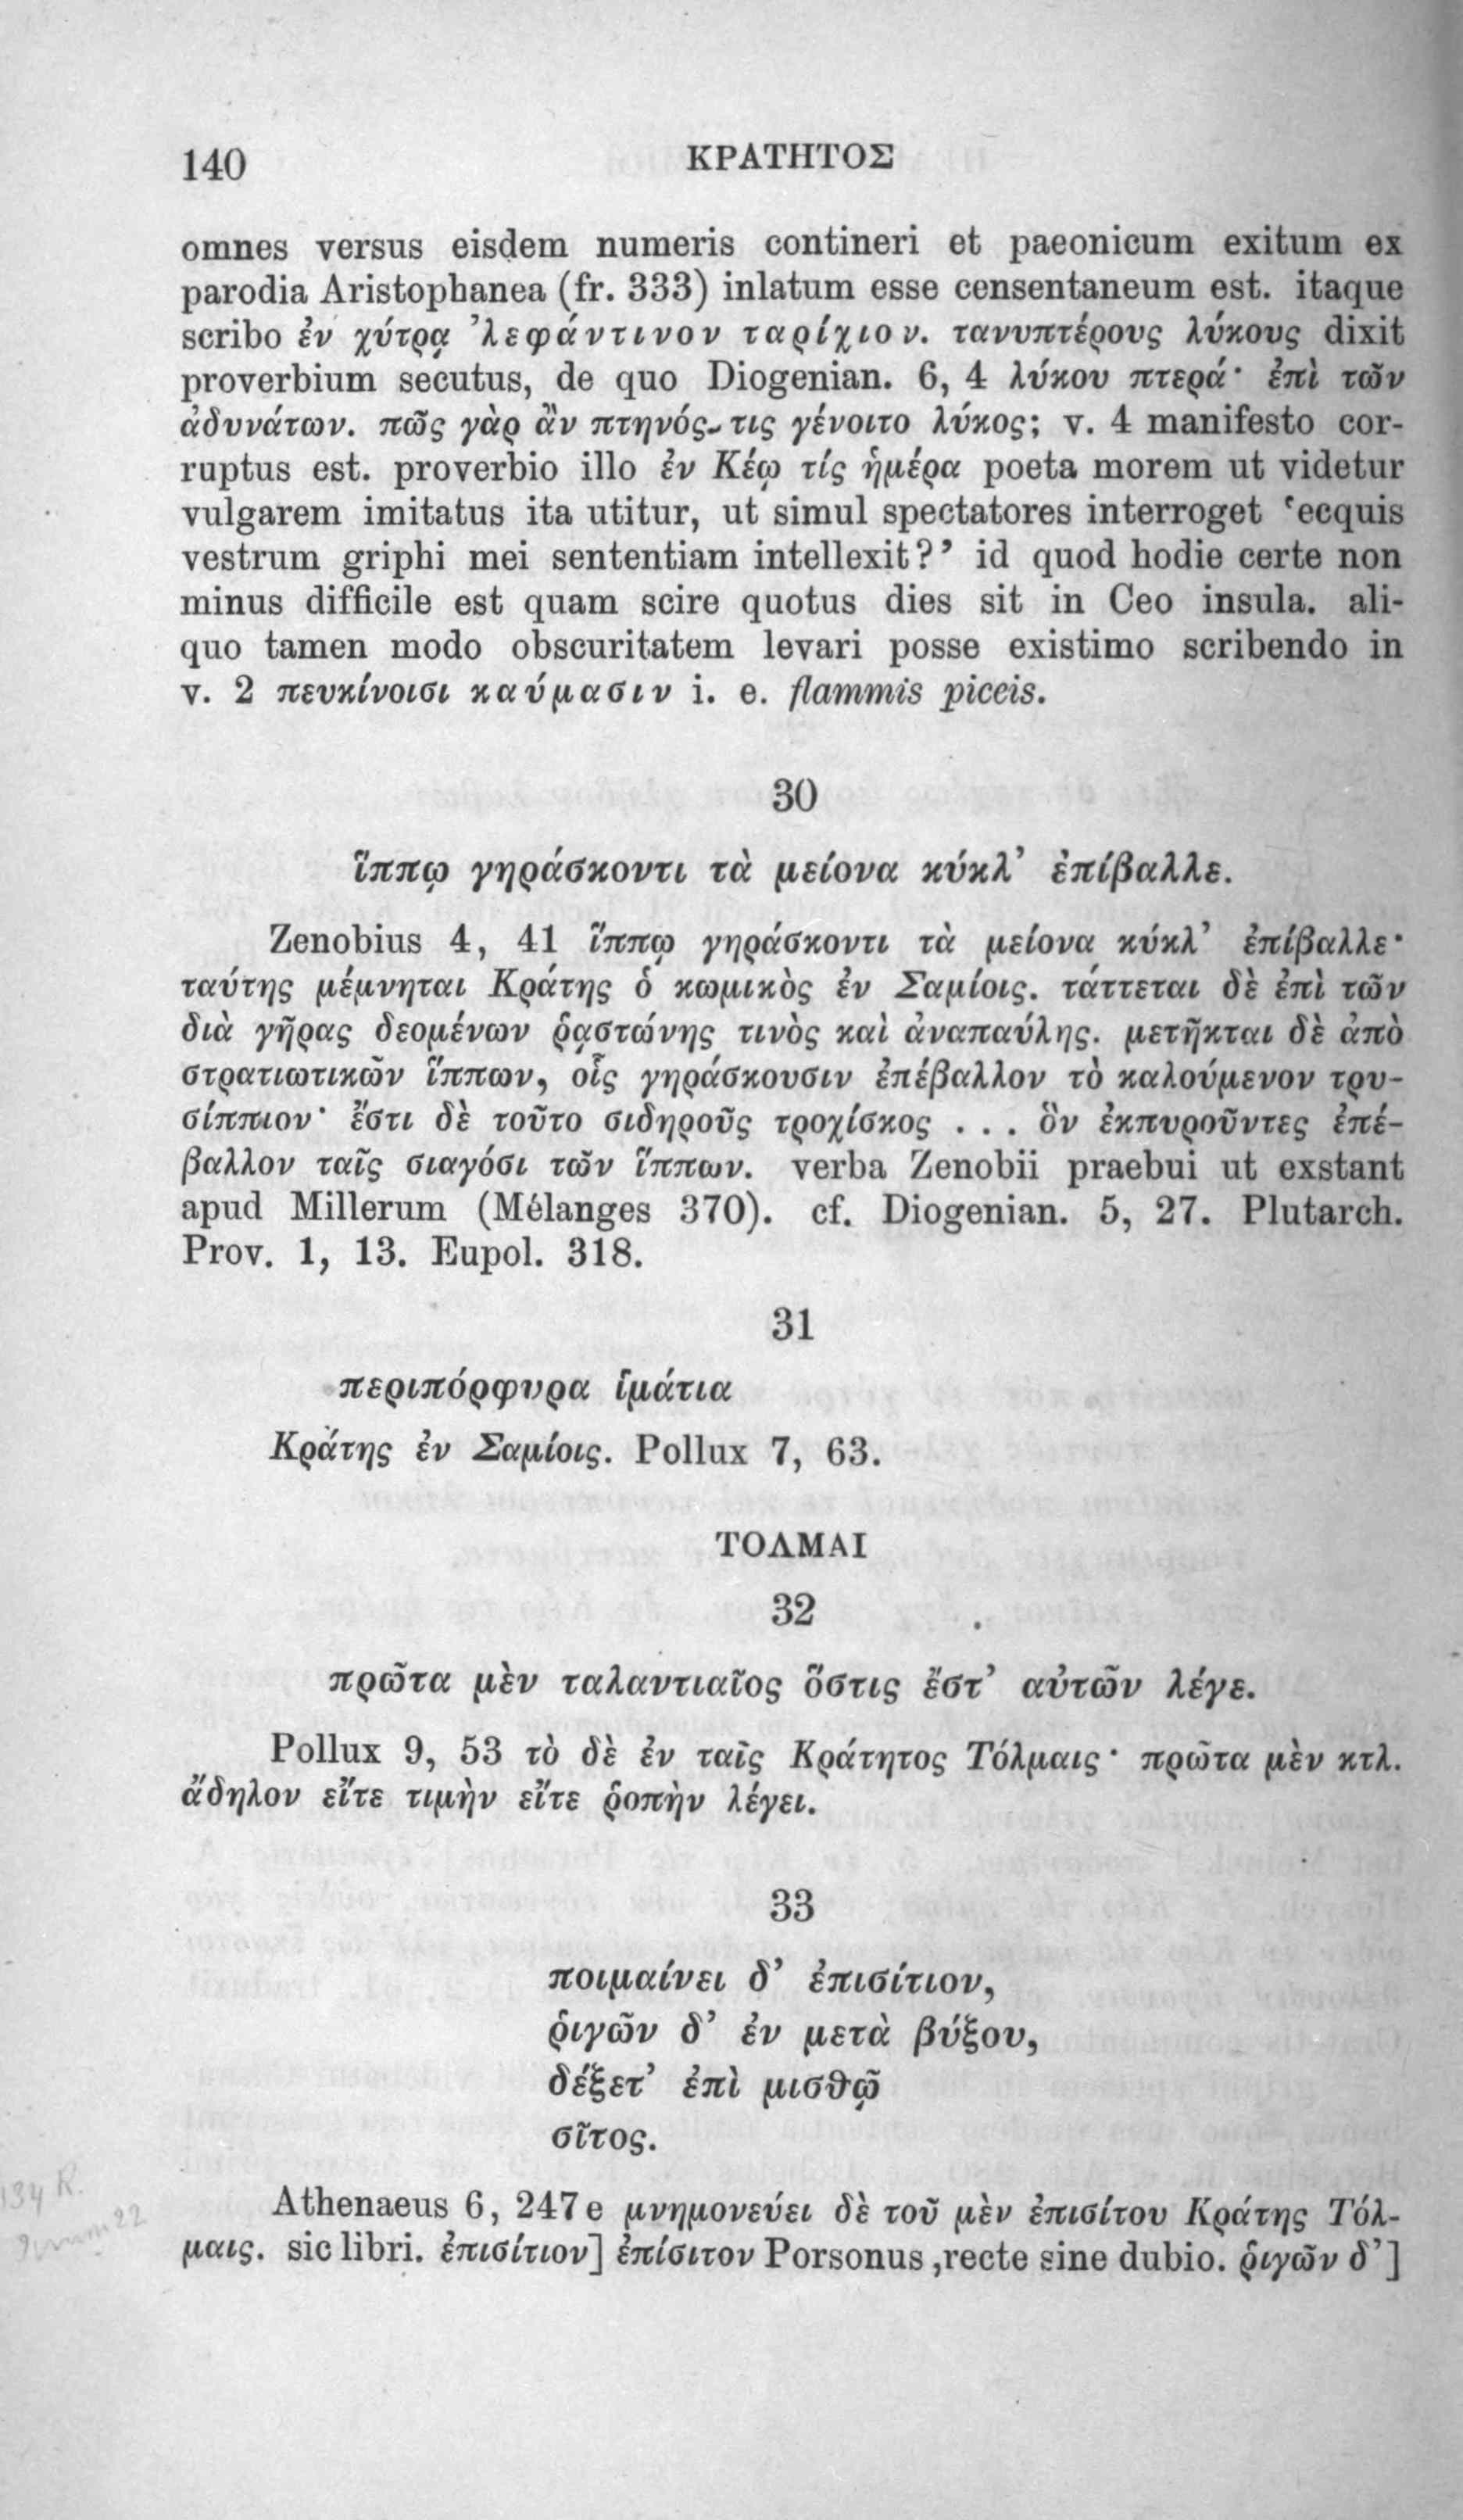 140
ΚΡΑΤΗΤΟΣ
omnes versus eisdem numeris contineri et paeonicum exitum ex
parodia Aristophanea (fr. 333) inlatum esse censentaneum est. itaque
scribo ἐν χύτρᾳ ᾿λεφάντινον ταρίχιον. τανυπτέρους λύκους dixit
proverbium secutus, de quo Diogenian. 6, 4 λύκου πτερά· ἐπὶ τῶν
ἀδυνάτων. πῶς γὰρ ἂν πτηνός τις γένοιτο λύκος; v. 4 manifesto cor-
ruptus est. proverbio illo ἐν Κέῳ τίς ἡμέρα poeta morem ut videtur
vulgarem imitatus ita utitur, ut simul spectatores interroget ‘ecquis
vestrum griphi mei sententiam intellexit?’ id quod hodie certe non
minus difficile est quam scire quotus dies sit in Ceo insula. ali-
quo tamen modo obscuritatem levari posse existimo scribendo in
v. 2 πευκίνοισι καύμασιν i. e. flammis piceis.
30
ἵππῳ γηράσκοντι τὰ μείονα κύκλ’ ἐπίβαλλε.
Zenobius 4, 41 ἵππῳ γηράσκοντι τὰ μείονα κύκλ’ ἐπίβαλλε·
ταύτης μέμνηται Κράτης ὁ κωμικὸς ἐν Σαμίοις. τάττεται δὲ ἐπὶ τῶν
διὰ γῆρας δεομένων ῥᾳστώνης τινὸς καὶ ἀναπαύλης. μετῆκται δὲ ἀπὸ
στρατιωτικῶν ἵππων, οἷς γηράσκουσιν ἐπέβαλλον τὸ καλούμενον τρυ-
σίππιον· ἔστι δὲ τοῦτο σιδηροῦς τροχίσκος . . . ὃν ἐκπυροῦντες ἐπέ-
βαλλον ταῖς σιαγόσι τῶν ἵππων. verba Zenobii praebui ut exstant
apud Millerum (Mélanges 370). cf. Diogenian. 5, 27. Plutarch.
Prov. 1, 13. Eupol. 318.
31
περιπόρφυρα ἱμάτια
Κράτης ἐν Σαμίοις. Pollux 7, 63.
ΤΟΛΜΑΙ
32
πρῶτα μὲν ταλαντιαῖος ὅστις ἔστ’ αὐτῶν λέγε.
Pollux 9, 53 τὸ δὲ ἐν ταῖς Κράτητος Τόλμαις· πρῶτα μὲν κτλ.
ἄδηλον εἴτε τιμὴν εἴτε ῥοπὴν λέγει.
33
ποιμαίνει δ’ ἐπισίτιον,
ῥιγῶν δ’ ἐν μετὰ βύξου,
δέξετ’ ἐπὶ μισθῷ
σῖτος.
134 R.
Athenaeus 6, 247 e μνημονεύει δὲ τοῦ μὲν ἐπισίτου Κράτης Τόλ-
μαις. sic libri. ἐπισίτιον] ἐπίσιτον Porsonus ,recte sine dubio. ῥιγῶν δ’]